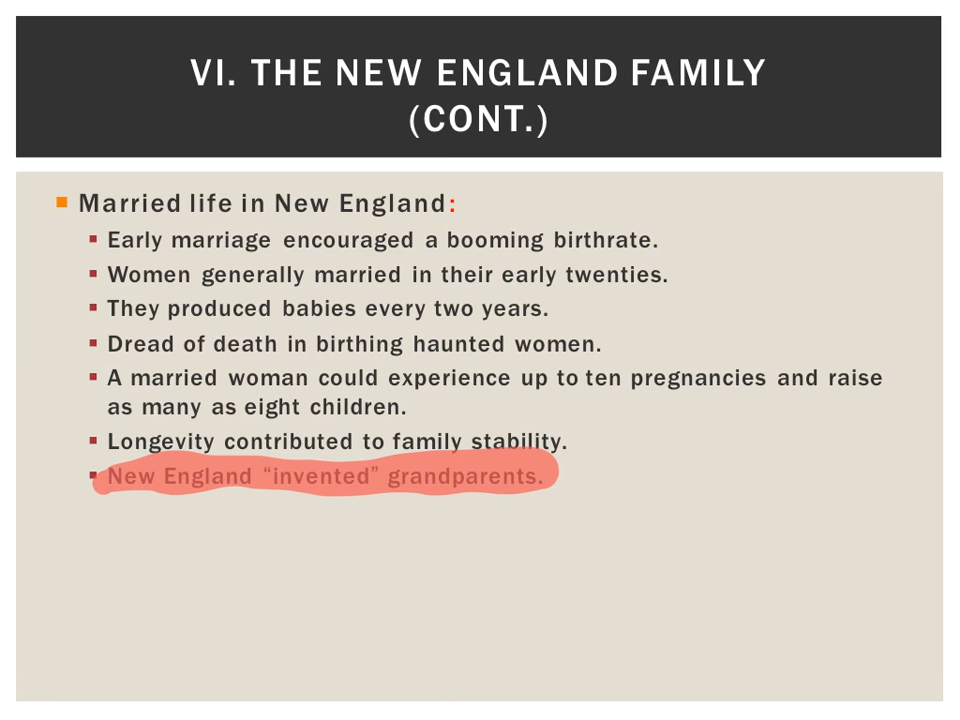 VI. THE NEW ENGLAND FAMILY
(CONT.)
Married life in New England:
Early marriage encouraged a booming birthrate.
Women generally married in their early twenties.
They produced babies every two years.
Dread of death in birthing haunted women.
A married woman could experience up to ten pregnancies and raise
as many as eight children.
Longevity contributed to family stability.
New England “invented” grandparents.